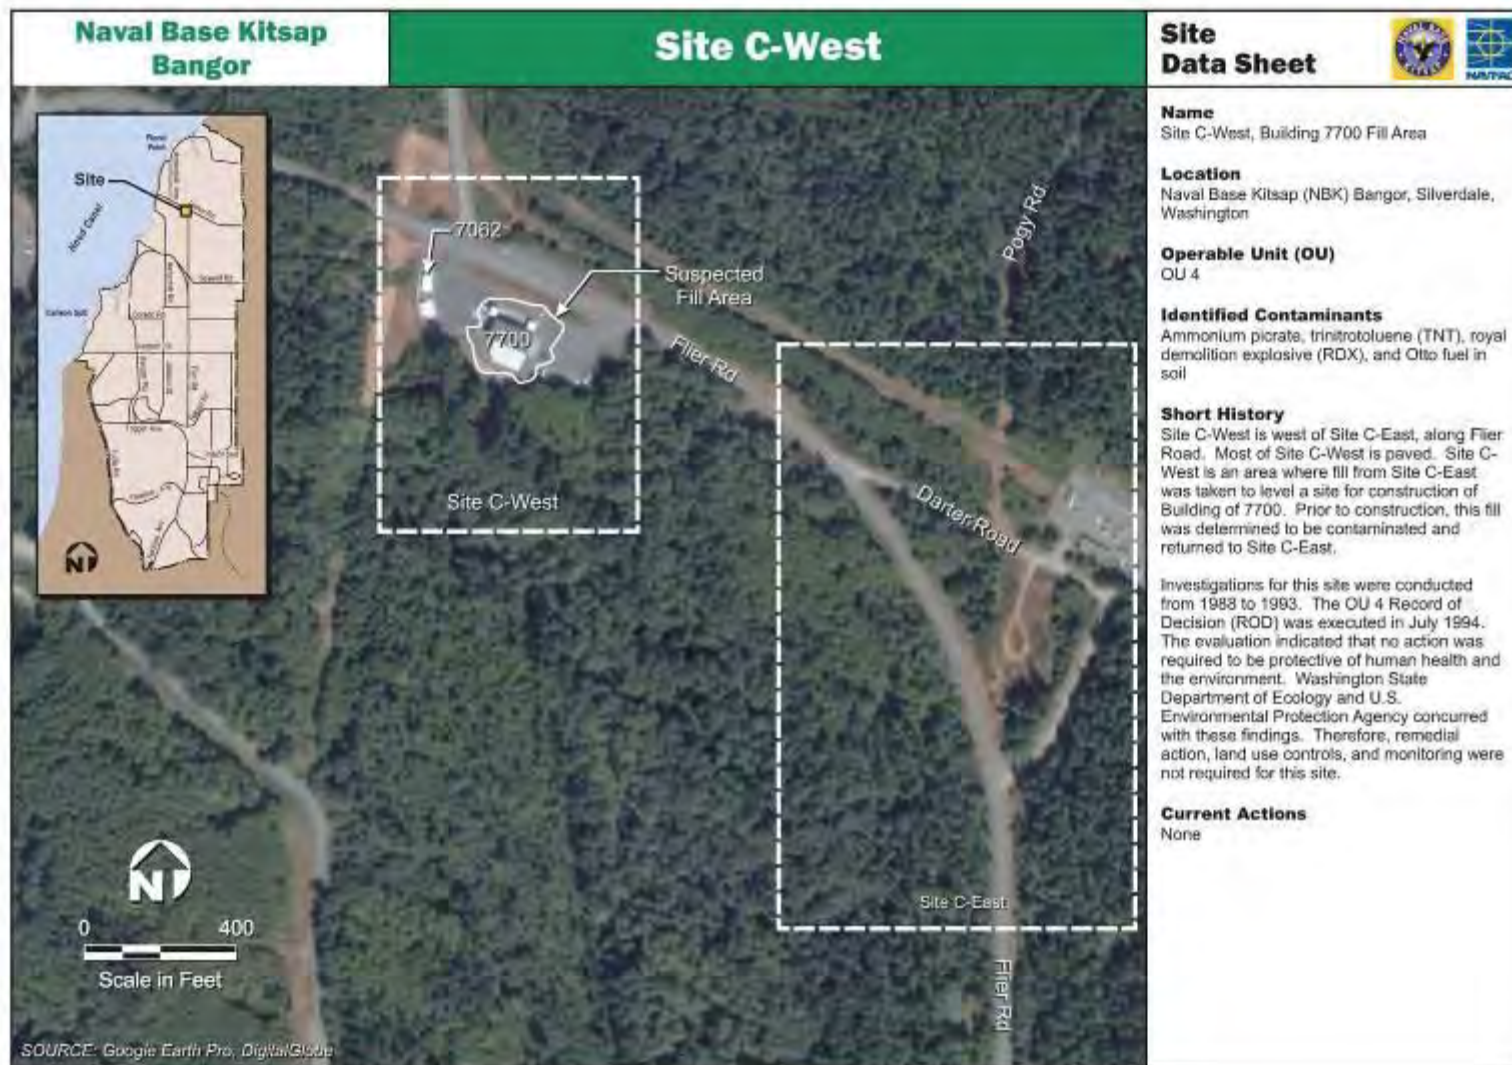 Naval Base Kitsap
Bangor
Site C-West
Site
Data Sheet
NAVFAC
Site
Hood Canal
N
7062
Suspected
Fill Area
7700
Flier Rd
Pogy Rd
Site C-West
Darter Road
Site C-East
Flier Rd
N
0 400
Scale in Feet
SOURCE: Google Earth Pro, DigitalGlobe
Name
Site C-West, Building 7700 Fill Area
Location
Naval Base Kitsap (NBK) Bangor, Silverdale,
Washington
Operable Unit (OU)
OU 4
Identified Contaminants
Ammonium picrate, trinitrotoluene (TNT), royal
demolition explosive (RDX), and Otto fuel in
soil
Short History
Site C-West is west of Site C-East, along Flier
Road. Most of Site C-West is paved. Site C-
West is an area where fill from Site C-East
was taken to level a site for construction of
Building of 7700. Prior to construction, this fill
was determined to be contaminated and
returned to Site C-East.
Investigations for this site were conducted
from 1988 to 1993. The OU 4 Record of
Decision (ROD) was executed in July 1994.
The evaluation indicated that no action was
required to be protective of human health and
the environment. Washington State
Department of Ecology and U.S.
Environmental Protection Agency concurred
with these findings. Therefore, remedial
action, land use controls, and monitoring were
not required for this site.
Current Actions
None